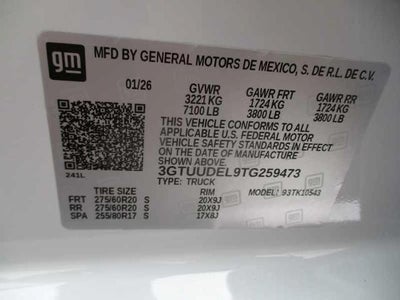 gm MFD BY GENERAL MOTORS DE MEXICO, S. DE R.L. DE C.V.
01/26 GVWR GAWR FRT GAWR RR
3221 KG 1724 KG 1724 KG
7100 LB 3800 LB 3800 LB
THIS VEHICLE CONFORMS TO ALL
APPLICABLE U.S. FEDERAL MOTOR
VEHICLE SAFETY STANDARDS IN
EFFECT ON THE DATE OF
MANUFACTURE SHOWN ABOVE.
3GTUUDEL9TG259473
TYPE: TRUCK MODEL: 93TK10543
241L
TIRE SIZE RIM
FRT 275/60R20 S 20X9J
RR 275/60R20 S 20X9J
SPA 255/80R17 S 17X8J